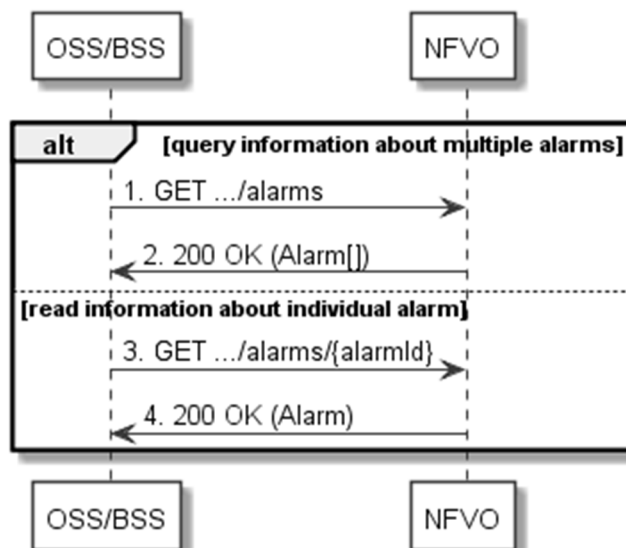 OSS/BSS NFVO
alt [query information about multiple alarms]
1. GET .../alarms
2. 200 OK (Alarm[])
[read information about individual alarm]
3. GET .../alarms/{alarmId}
4. 200 OK (Alarm)
OSS/BSS NFVO